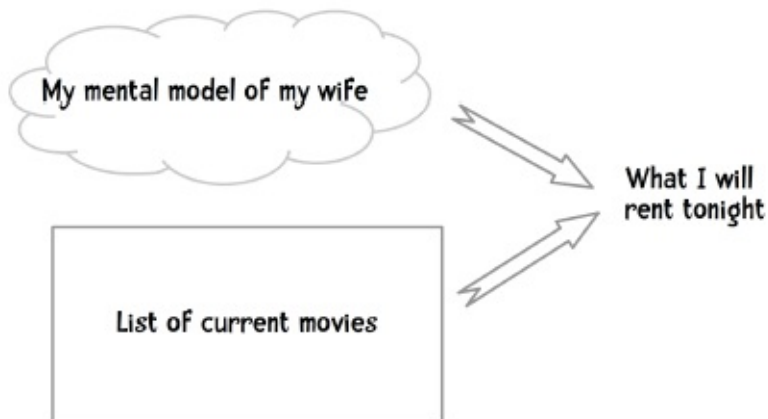 My mental model of my wife
What I will
rent tonight
List of current movies